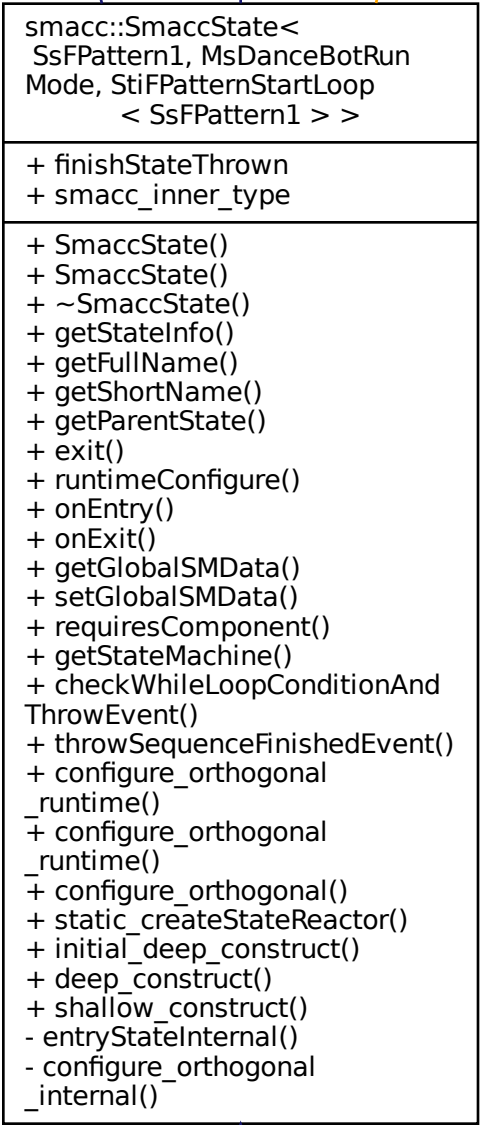 smacc::SmaccState<
SsFPattern1, MsDanceBotRun
Mode, StiFPatternStartLoop
< SsFPattern1 > >
+ finishStateThrown
+ smacc_inner_type
+ SmaccState()
+ SmaccState()
+ ~SmaccState()
+ getStateInfo()
+ getFullName()
+ getShortName()
+ getParentState()
+ exit()
+ runtimeConfigure()
+ onEntry()
+ onExit()
+ getGlobalSMData()
+ setGlobalSMData()
+ requiresComponent()
+ getStateMachine()
+ checkWhileLoopConditionAnd
ThrowEvent()
+ throwSequenceFinishedEvent()
+ configure_orthogonal
_runtime()
+ configure_orthogonal
_runtime()
+ configure_orthogonal()
+ static_createStateReactor()
+ initial_deep_construct()
+ deep_construct()
+ shallow_construct()
- entryStateInternal()
- configure_orthogonal
_internal()